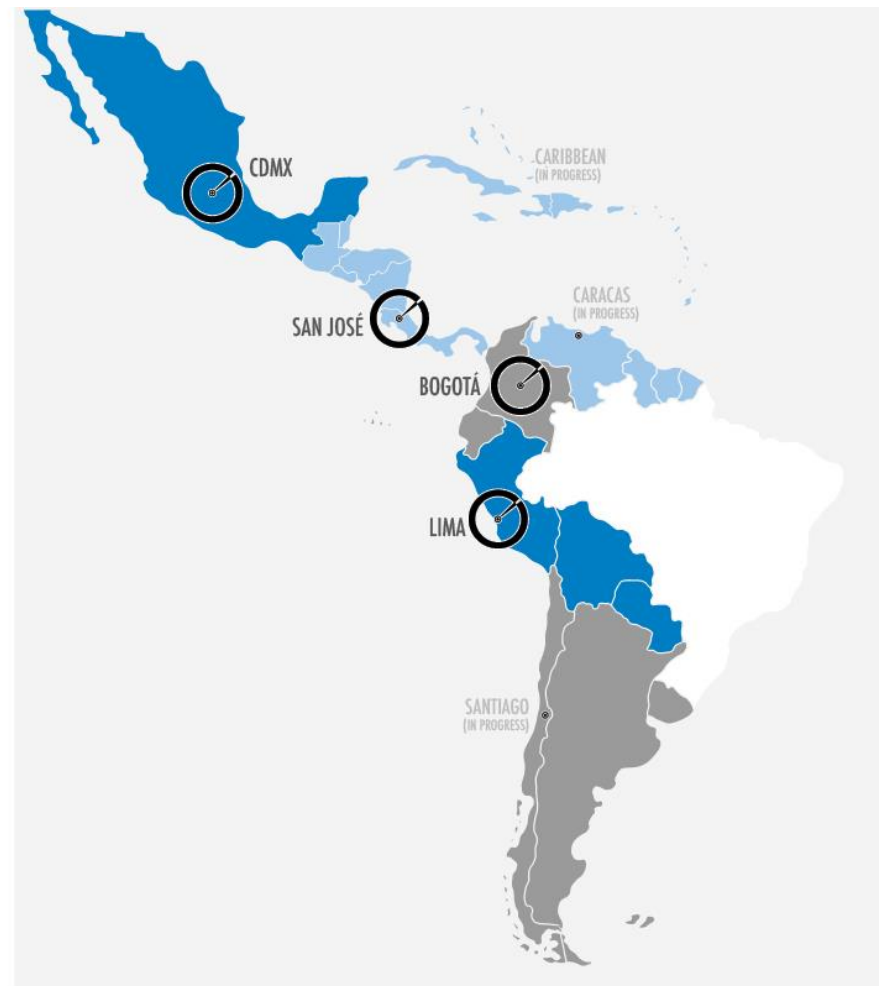 CDMX
CARIBBEAN
(IN PROGRESS)
SAN JOSÉ
CARACAS
(IN PROGRESS)
BOGOTÁ
LIMA
SANTIAGO
(IN PROGRESS)